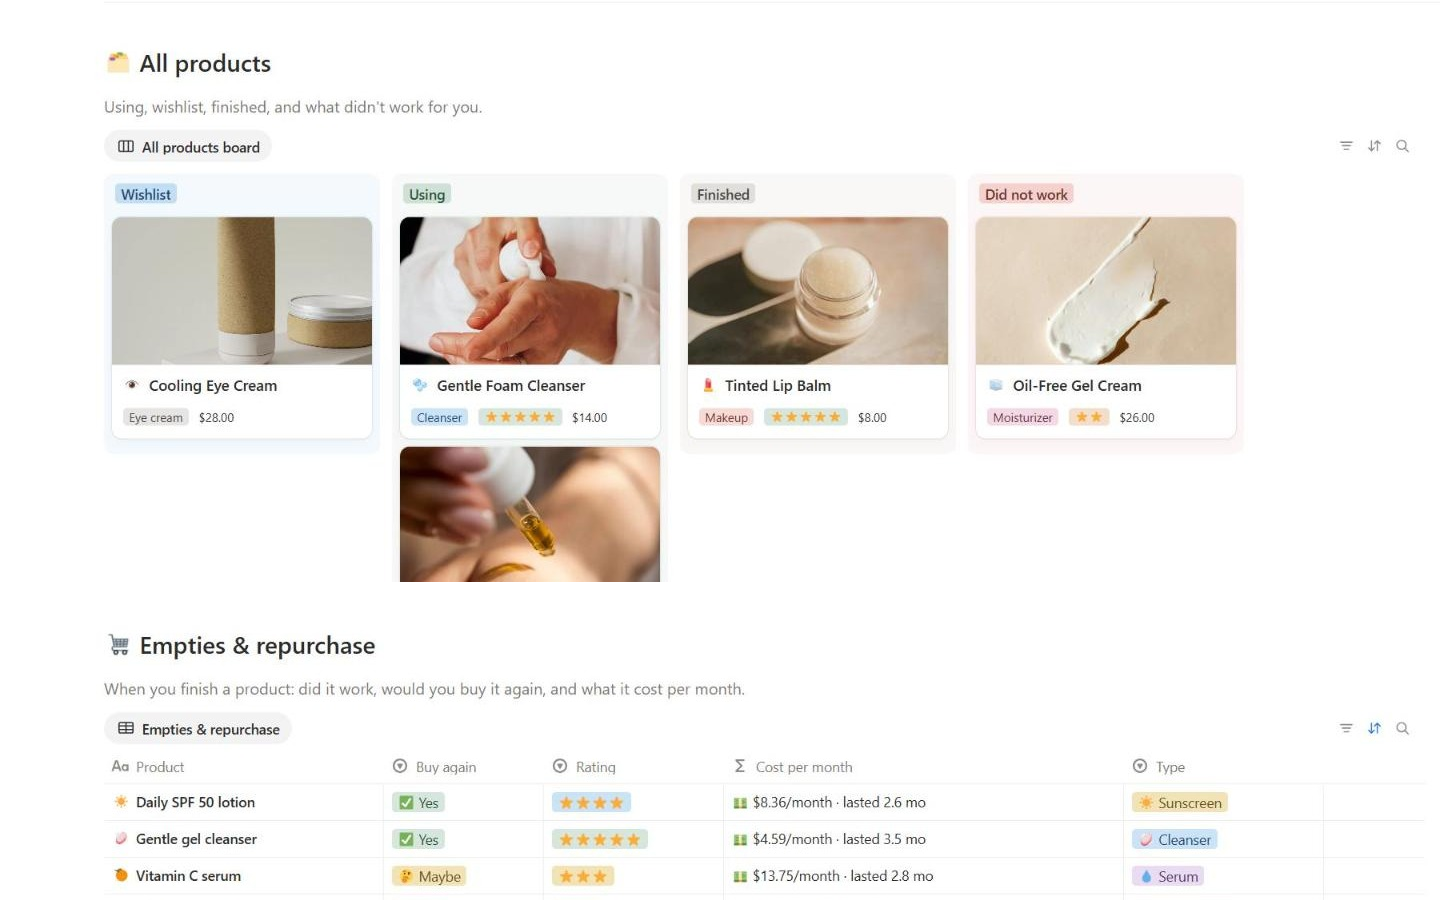 All products
Using, wishlist, finished, and what didn't work for you.
All products board
Wishlist
Using
Finished
Did not work
Cooling Eye Cream
Eye cream $28.00
Gentle Foam Cleanser
Cleanser ⭐⭐⭐⭐⭐ $14.00
Tinted Lip Balm
Makeup ⭐⭐⭐⭐⭐ $8.00
Oil-Free Gel Cream
Moisturizer ⭐⭐ $26.00
Empties & repurchase
When you finish a product: did it work, would you buy it again, and what it cost per month.
Empties & repurchase
Aa Product Buy again Rating Σ Cost per month Type
Daily SPF 50 lotion ✅ Yes ⭐⭐⭐⭐ 💵 $8.36/month · lasted 2.6 mo ☀️ Sunscreen
Gentle gel cleanser ✅ Yes ⭐⭐⭐⭐⭐ 💵 $4.59/month · lasted 3.5 mo Cleanser
Vitamin C serum 🤔 Maybe ⭐⭐⭐ 💵 $13.75/month · lasted 2.8 mo 💧 Serum